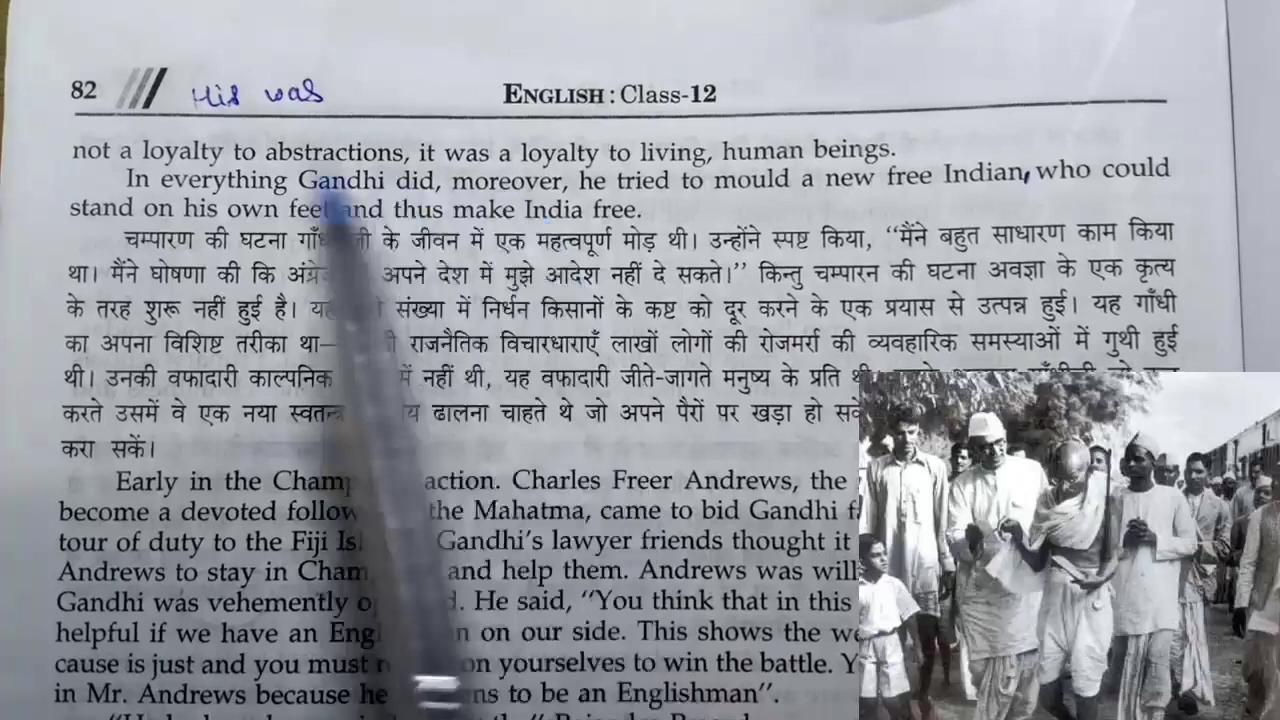 82 His was ENGLISH : Class-12
not a loyalty to abstractions, it was a loyalty to living, human beings.
In everything Gandhi did, moreover, he tried to mould a new free Indian, who could
stand on his own feet and thus make India free.
चम्पारण की घटना के जीवन में एक महत्वपूर्ण मोड़ थी। उन्होंने स्पष्ट किया, “मैंने बहुत साधारण काम किया
था। मैंने घोषणा की कि अपने देश में मुझे आदेश नहीं दे सकते।” किन्तु चम्पारन की घटना अवज्ञा के एक कृत्य
के तरह शुरू नहीं हुई है। संख्या में निर्धन किसानों के कष्ट को दूर करने के एक प्रयास से उत्पन्न हुई। यह गाँधी
का अपना विशिष्ट तरीका था— राजनैतिक विचारधाराएँ लाखों लोगों की रोजमर्रा की व्यवहारिक समस्याओं में गुथी हुई
थी। उनकी वफादारी काल्पनिक में नहीं थी, यह वफादारी जीते-जागते मनुष्य के प्रति
करते उसमें वे एक नया स्वतन्त्र ढालना चाहते थे जो अपने पैरों पर खड़ा हो
करा सकें।
Early in the action. Charles Freer Andrews, the
become a devoted the Mahatma, came to bid Gandhi
tour of duty to the Fiji Gandhi’s lawyer friends thought it
Andrews to stay in and help them. Andrews was
Gandhi was vehemently He said, “You think that in this
helpful if we have an on our side. This shows the
cause is just and you must on yourselves to win the battle.
in Mr. Andrews because he to be an Englishman”.